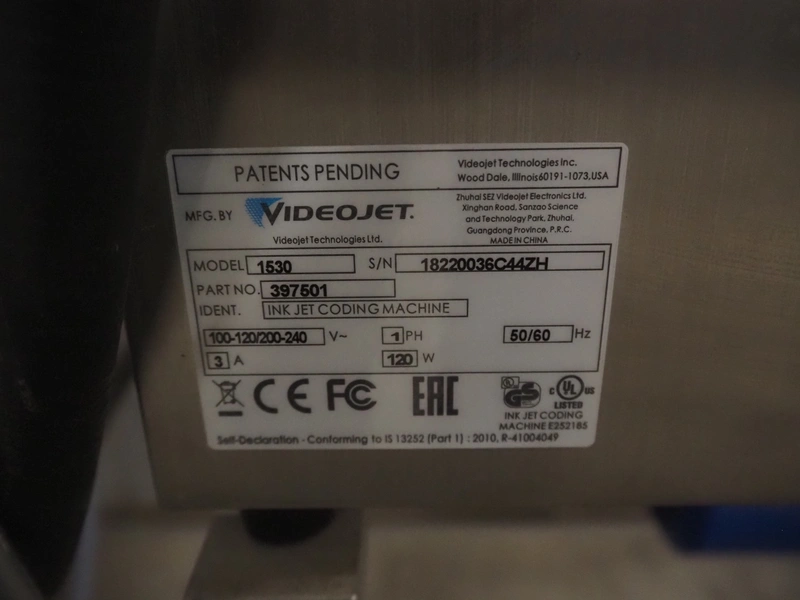 PATENTS PENDING
Videojet Technologies Inc.
Wood Dale, Illinois60191-1073,USA
MFG. BY VIDEOJET.
Videojet Technologies Ltd.
Zhuhai SEZ Videojet Electronics Ltd.
Xinghan Road, Sanzao Science
and Technology Park, Zhuhai,
Guangdong Province, P.R.C.
MADE IN CHINA
MODEL 1530 S/N 18220036C44ZH
PART NO. 397501
IDENT. INK JET CODING MACHINE
100-120/200-240 V~ 1 PH 50/60 Hz
3 A 120 W
CE FC EAC
GS
C UL US
LISTED
INK JET CODING
MACHINE E252185
Self-Declaration - Conforming to IS 13252 (Part 1) : 2010, R-41004049